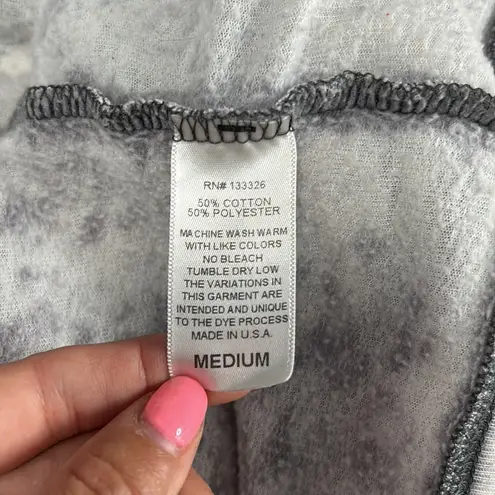 RN# 133326
50% COTTON
50% POLYESTER
MACHINE WASH WARM
WITH LIKE COLORS
NO BLEACH
TUMBLE DRY LOW
THE VARIATIONS IN
THIS GARMENT ARE
INTENDED AND UNIQUE
TO THE DYE PROCESS
MADE IN U.S.A.
MEDIUM